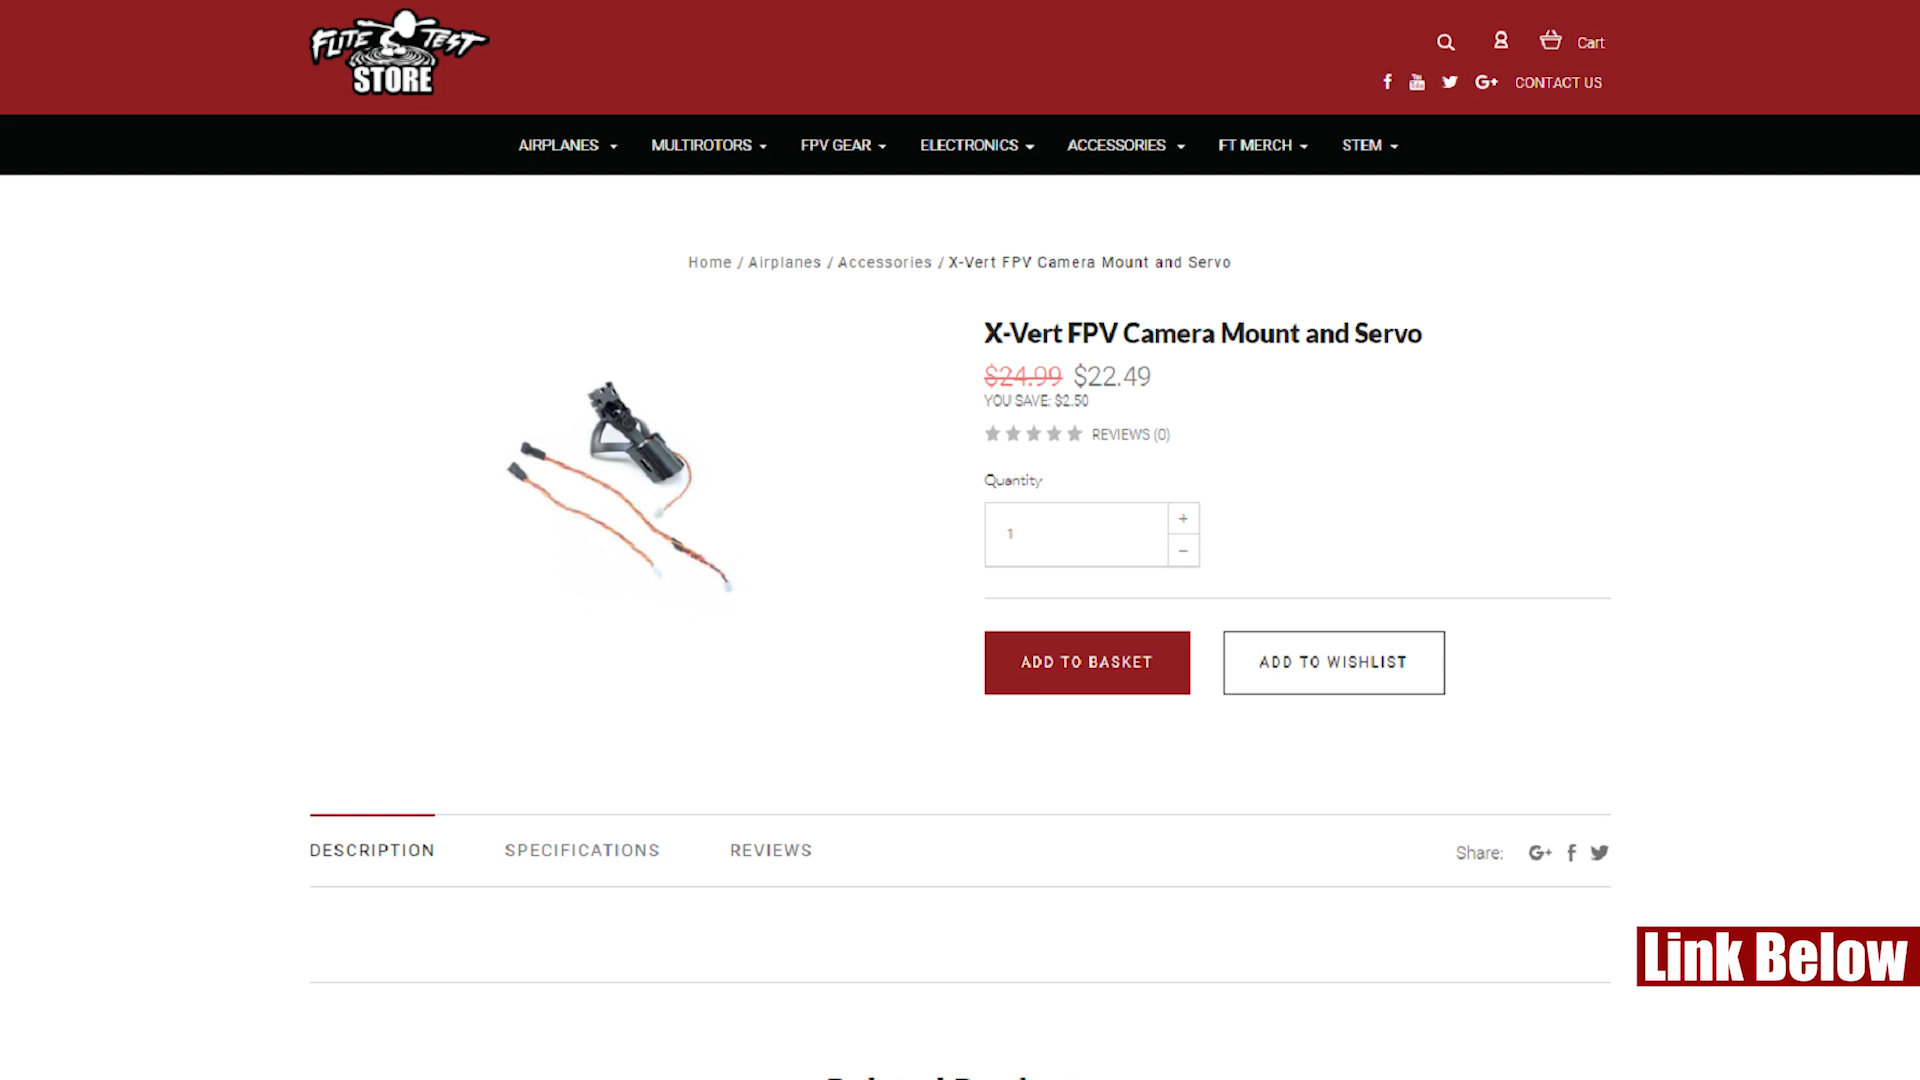 FLITE TEST
STORE
Cart
CONTACT US
AIRPLANES
MULTIROTORS
FPV GEAR
ELECTRONICS
ACCESSORIES
FT MERCH
STEM
Home / Airplanes / Accessories / X-Vert FPV Camera Mount and Servo
X-Vert FPV Camera Mount and Servo
$24.99 $22.49
YOU SAVE: $2.50
REVIEWS (0)
Quantity
1
ADD TO BASKET
ADD TO WISHLIST
DESCRIPTION
SPECIFICATIONS
REVIEWS
Share:
Link Below